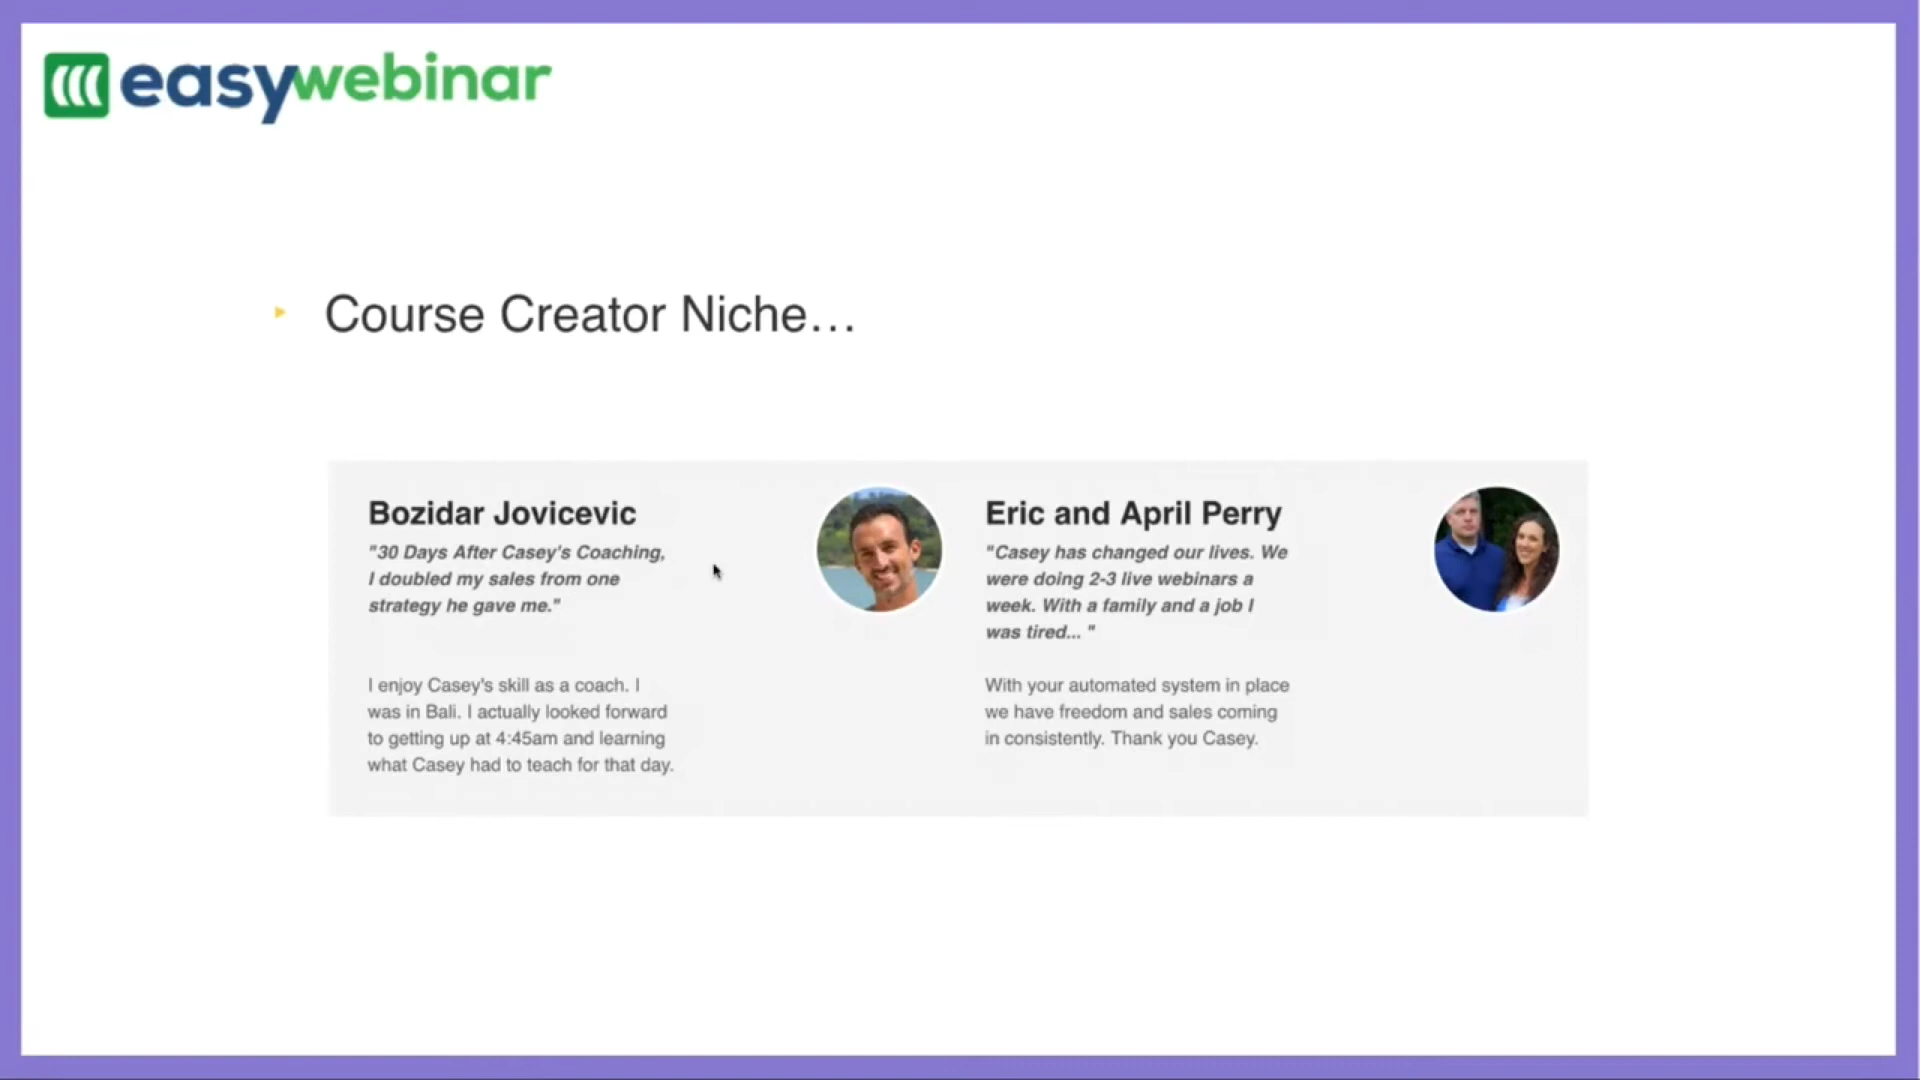 easywebinar
Course Creator Niche...
Bozidar Jovicevic
"30 Days After Casey's Coaching,
I doubled my sales from one
strategy he gave me."
I enjoy Casey's skill as a coach. I
was in Bali. I actually looked forward
to getting up at 4:45am and learning
what Casey had to teach for that day.
Eric and April Perry
"Casey has changed our lives. We
were doing 2-3 live webinars a
week. With a family and a job I
was tired... "
With your automated system in place
we have freedom and sales coming
in consistently. Thank you Casey.